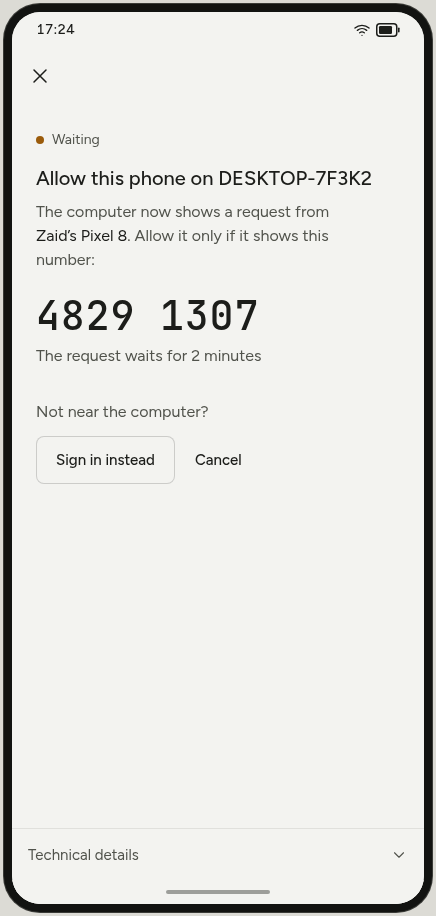 17:24
Waiting
Allow this phone on DESKTOP-7F3K2
The computer now shows a request from
Zaid’s Pixel 8. Allow it only if it shows this
number:
4829 1307
The request waits for 2 minutes
Not near the computer?
Sign in instead
Cancel
Technical details